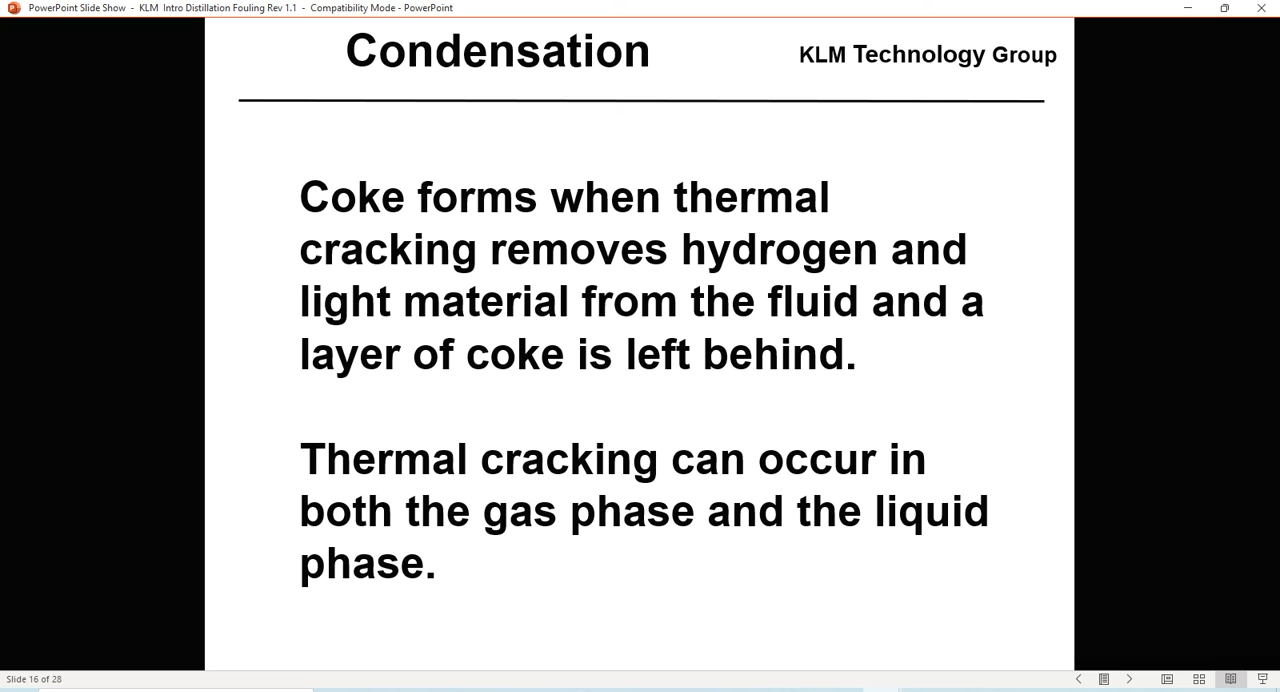 PowerPoint Slide Show - KLM Intro Distillation Fouling Rev 1.1 - Compatibility Mode - PowerPoint
Condensation
KLM Technology Group
Coke forms when thermal
cracking removes hydrogen and
light material from the fluid and a
layer of coke is left behind.
Thermal cracking can occur in
both the gas phase and the liquid
phase.
Slide 16 of 28